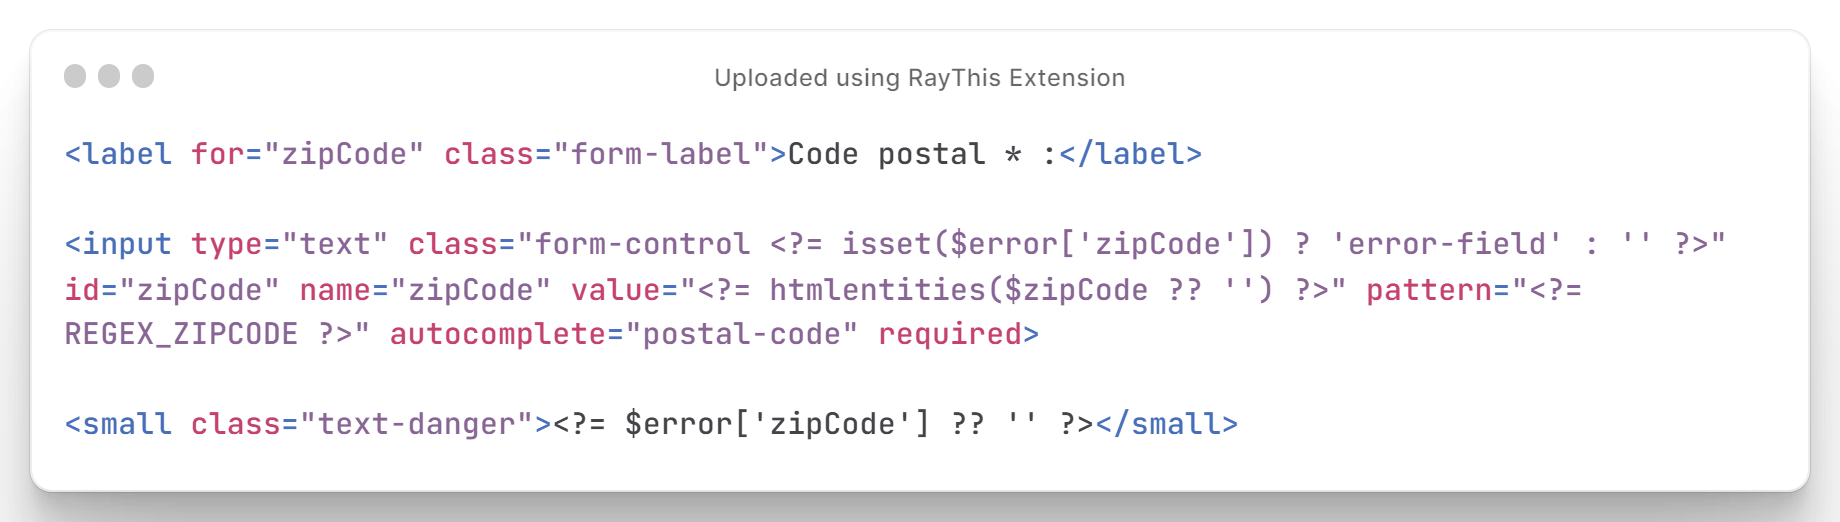 Uploaded using RayThis Extension
<label for="zipCode" class="form-label">Code postal * :</label>
<input type="text" class="form-control <?= isset($error['zipCode']) ? 'error-field' : '' ?>"
id="zipCode" name="zipCode" value="<?= htmlentities($zipCode ?? '') ?>" pattern="<?=
REGEX_ZIPCODE ?>" autocomplete="postal-code" required>
<small class="text-danger"><?= $error['zipCode'] ?? '' ?></small>